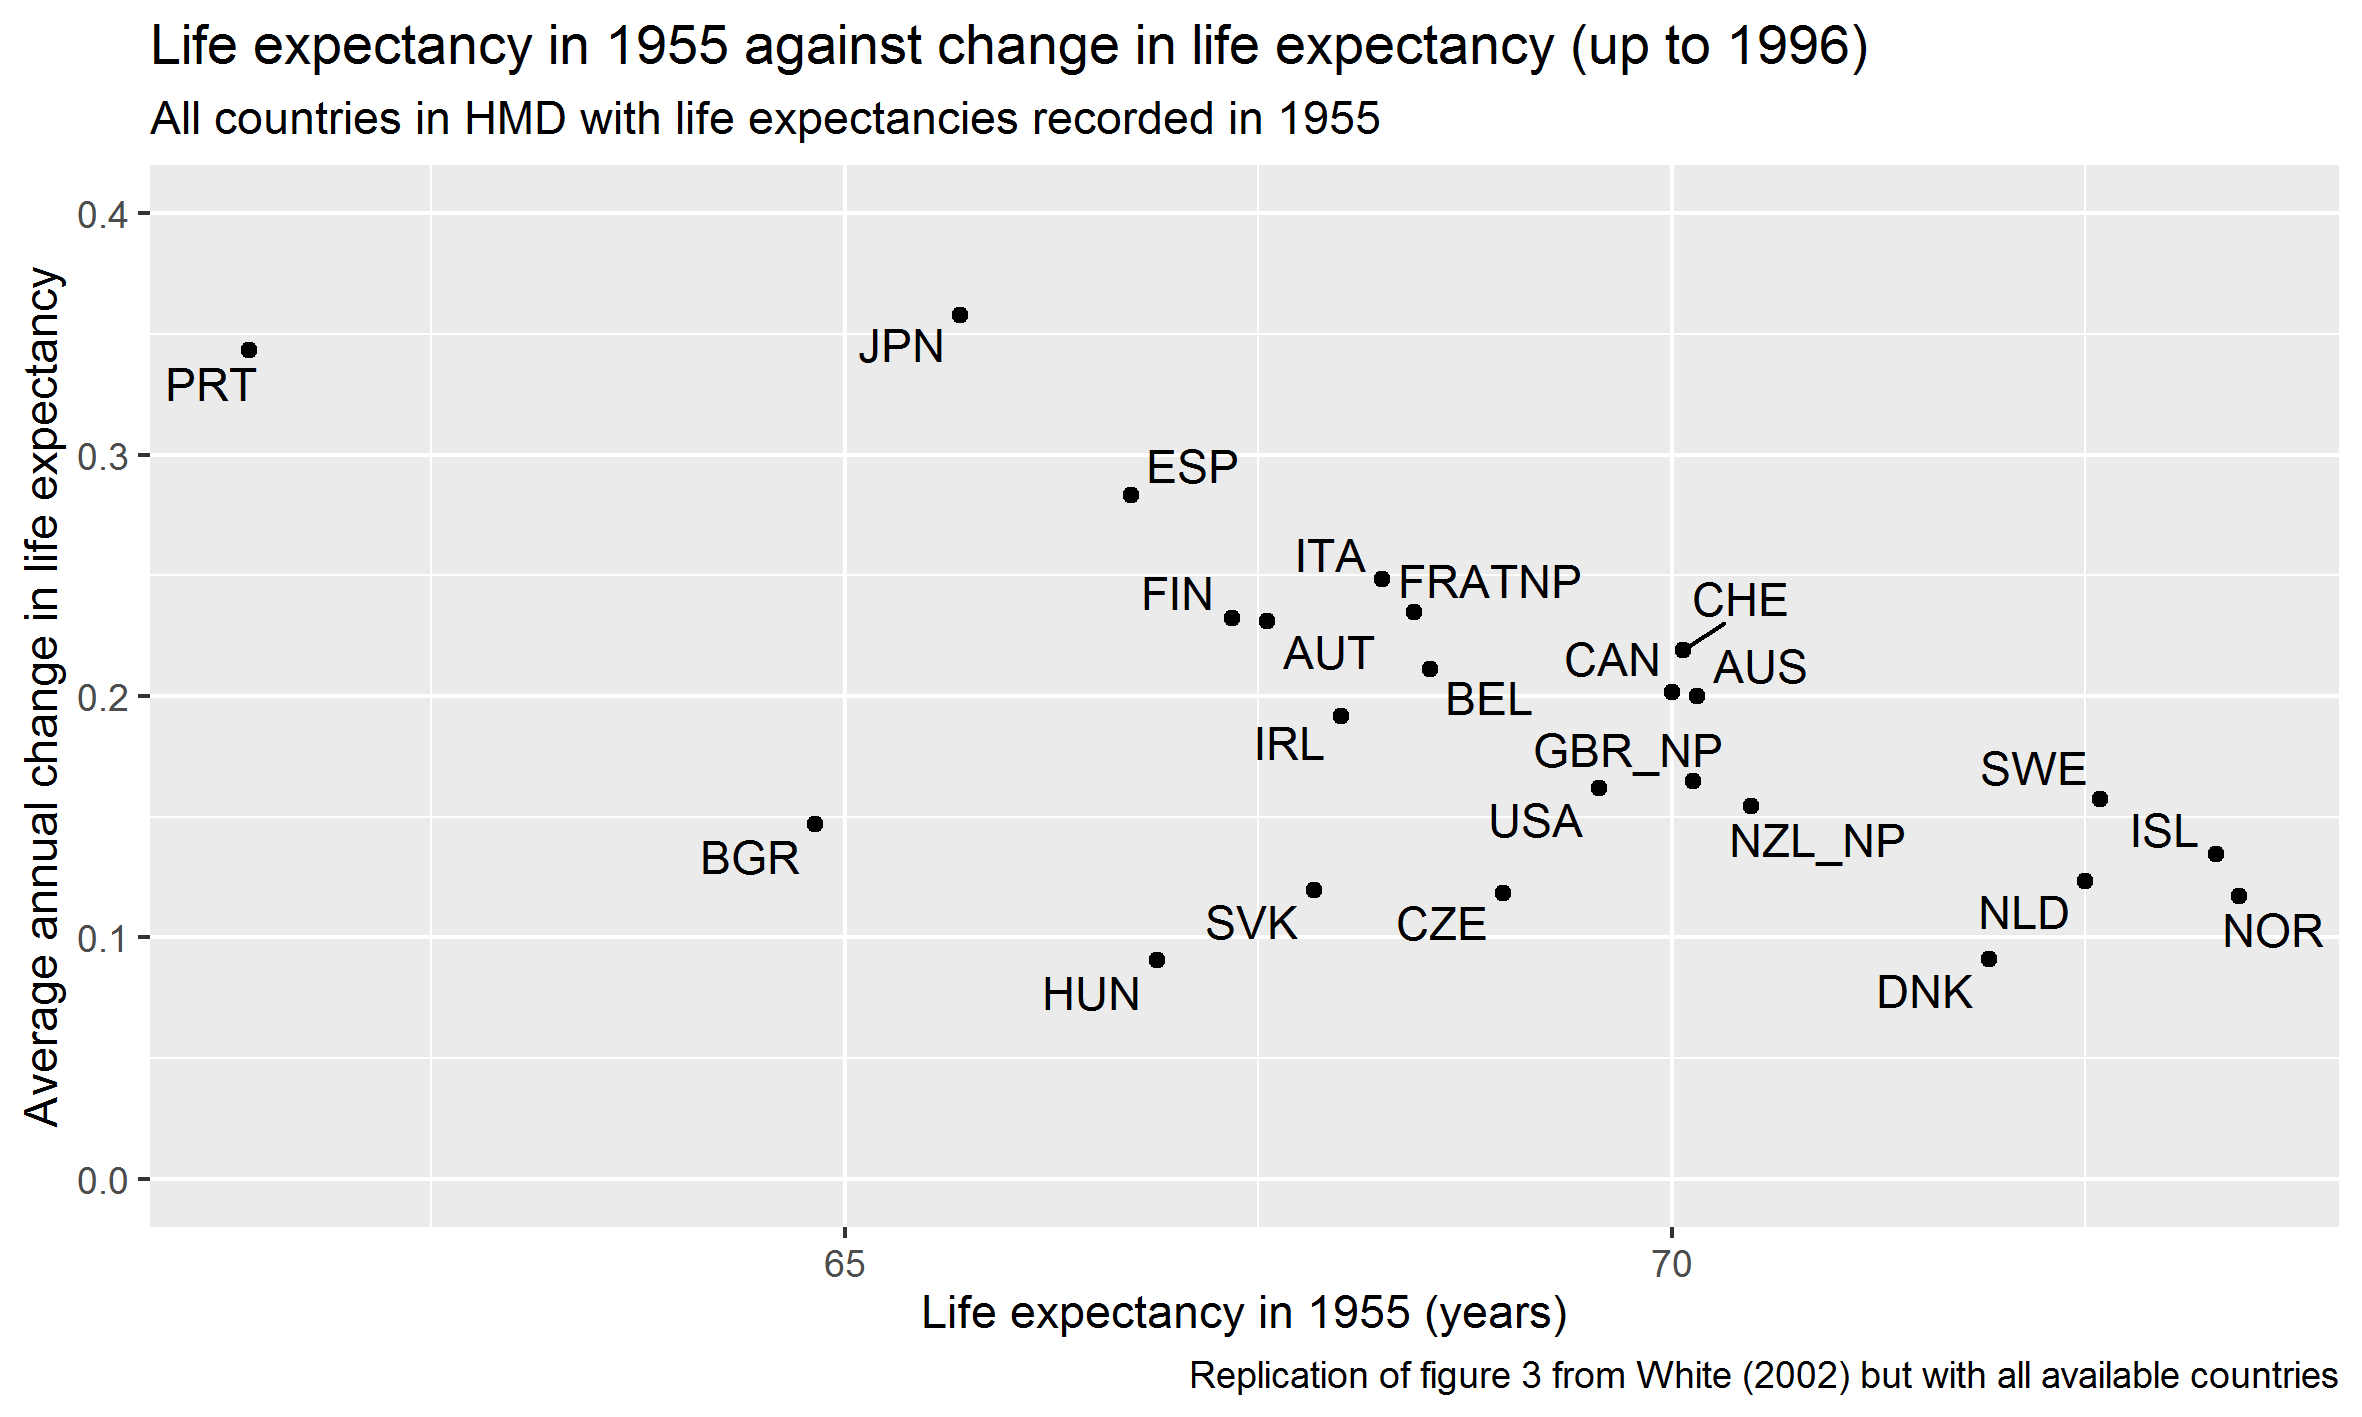 Life expectancy in 1955 against change in life expectancy (up to 1996)
All countries in HMD with life expectancies recorded in 1955
Average annual change in life expectancy
0.4
0.3
0.2
0.1
0.0
JPN
PRT
ESP
ITA
FRATNP
FIN
CHE
AUT
CAN
AUS
BEL
IRL
GBR_NP
SWE
USA
ISL
NZL_NP
BGR
NLD
SVK
CZE
NOR
HUN
DNK
65
70
Life expectancy in 1955 (years)
Replication of figure 3 from White (2002) but with all available countries